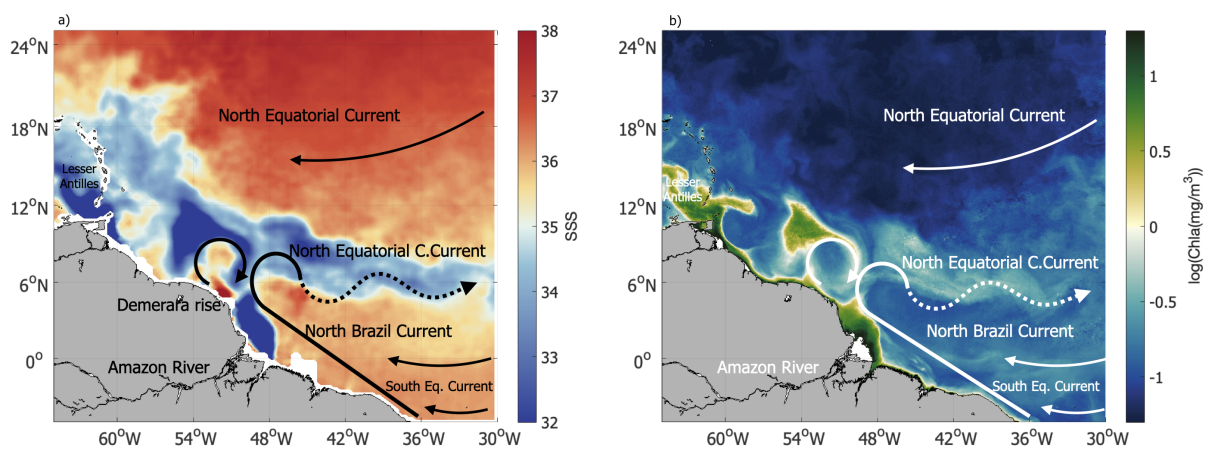 a)
24°N
18°N
12°N
6°N
0°
60°W
54°W
48°W
42°W
36°W
30°W
North Equatorial Current
Lesser
Antilles
North Equatorial C.Current
Demerara rise
North Brazil Current
Amazon River
South Eq. Current
38
37
36
35
34
33
32
SSS
b)
24°N
18°N
12°N
6°N
0°
60°W
54°W
48°W
42°W
36°W
30°W
North Equatorial Current
Lesser
Antilles
North Equatorial C.Current
North Brazil Current
Amazon River
South Eq. Current
1
0.5
0
-0.5
-1
log(Chla(mg/m³))